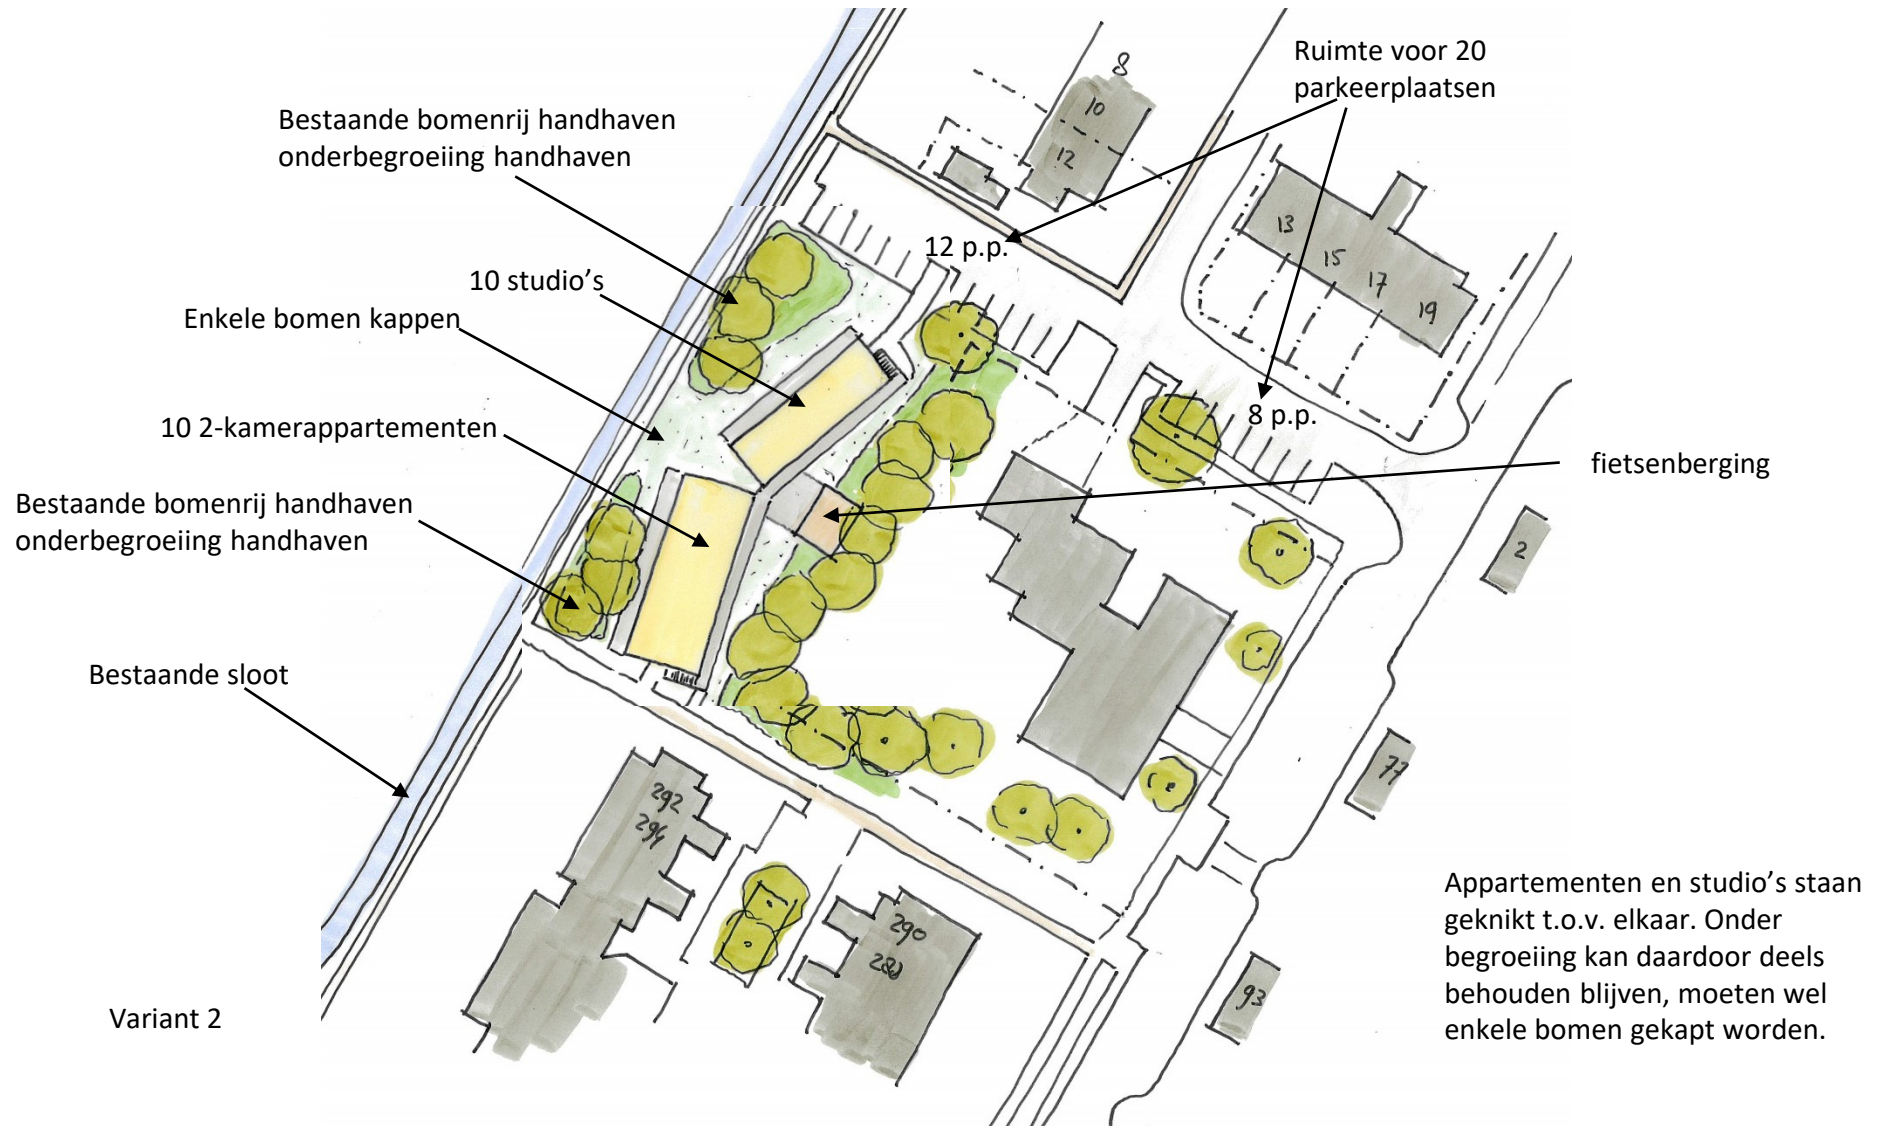 Ruimte voor 20
parkeerplaatsen
8
10
12
Bestaande bomenrij handhaven
onderbegroeiing handhaven
12 p.p.
13
15
17
19
10 studio's
Enkele bomen kappen
8 p.p.
10 2-kamerappartementen
fietsenberging
Bestaande bomenrij handhaven
onderbegroeiing handhaven
2
Bestaande sloot
77
292
294
290
Appartementen en studio's staan
geknikt t.o.v. elkaar. Onder
begroeiing kan daardoor deels
behouden blijven, moeten wel
enkele bomen gekapt worden.
93
Variant 2